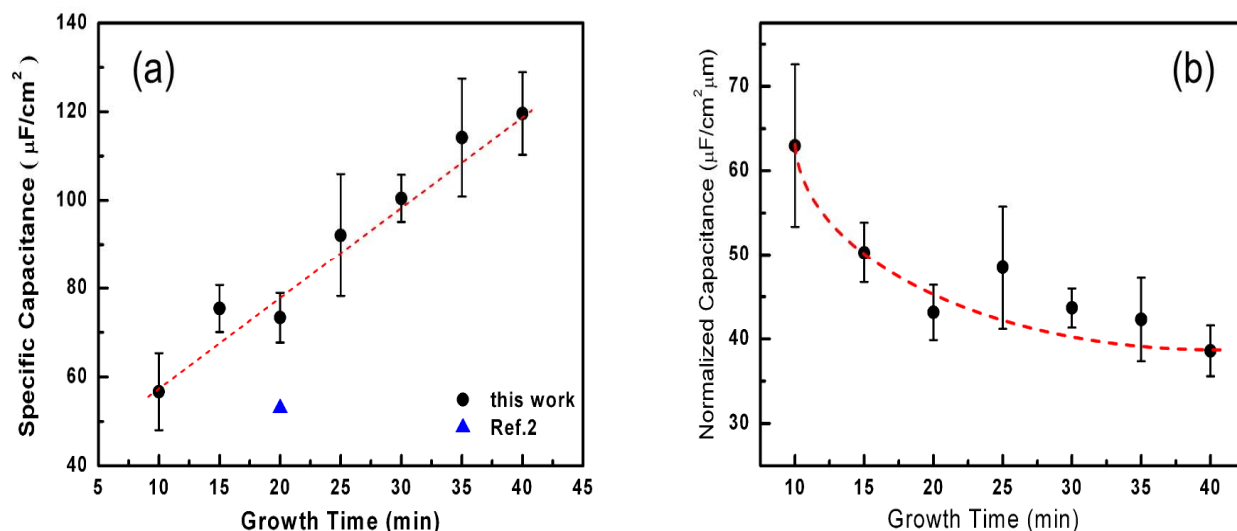 (a)
Specific Capacitance ( μF/cm²)
140
120
100
80
60
40
5 10 15 20 25 30 35 40 45
Growth Time (min)
this work
Ref.2
(b)
Normalized Capacitance (μF/cm²μm)
70
60
50
40
30
10 15 20 25 30 35 40
Growth Time (min)